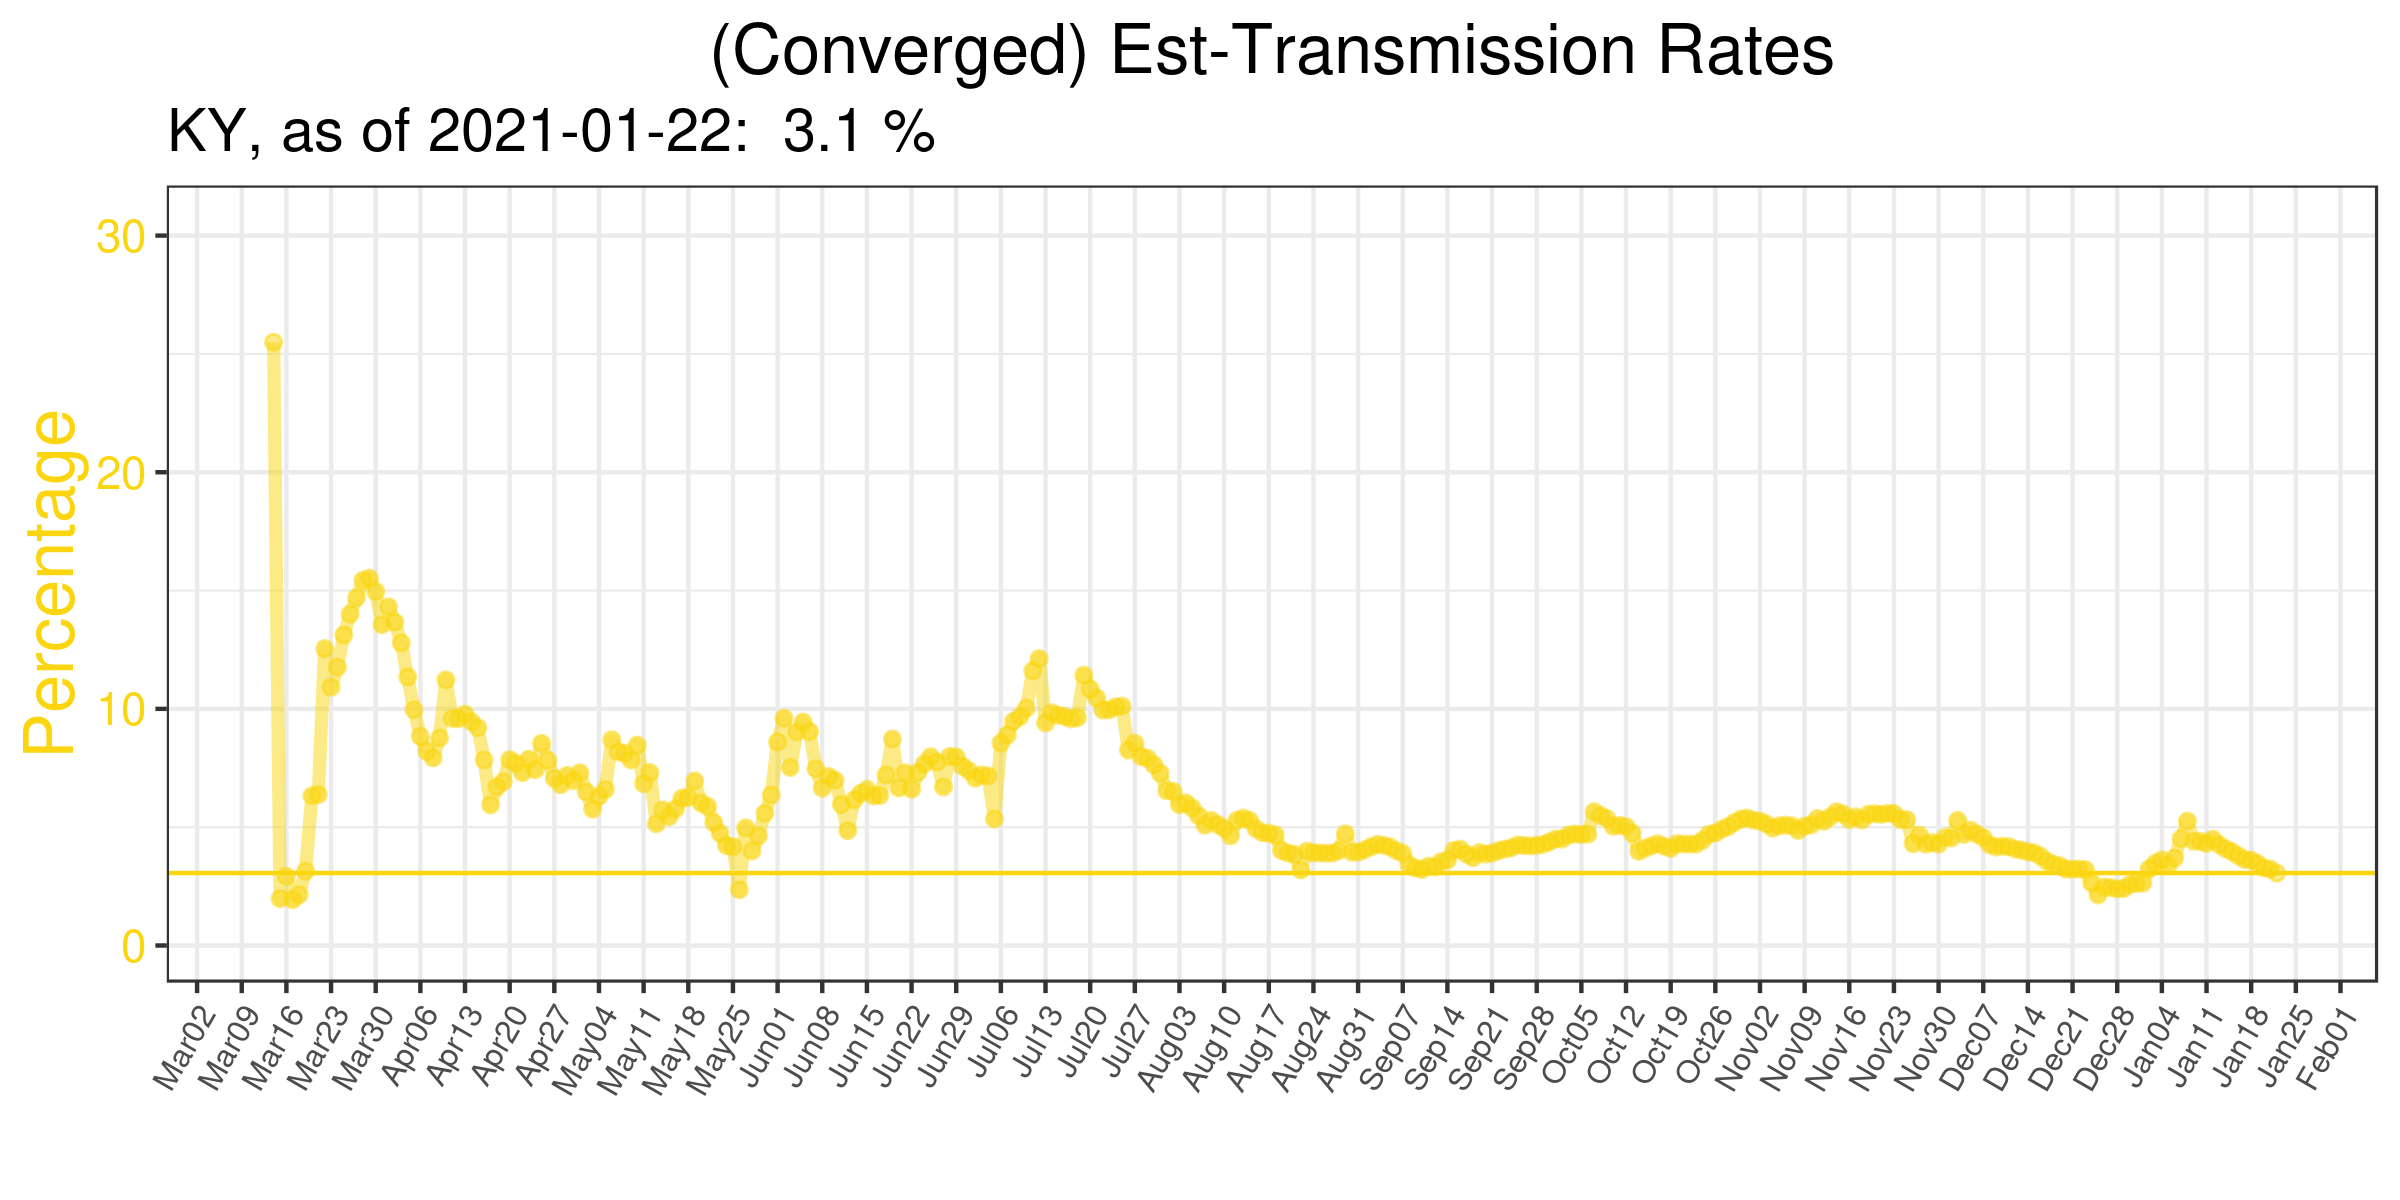 (Converged) Est-Transmission Rates
KY, as of 2021-01-22:  3.1 %
Percentage
30
20
10
0
Mar02
Mar09
Mar16
Mar23
Mar30
Apr06
Apr13
Apr20
Apr27
May04
May11
May18
May25
Jun01
Jun08
Jun15
Jun22
Jun29
Jul06
Jul13
Jul20
Jul27
Aug03
Aug10
Aug17
Aug24
Aug31
Sep07
Sep14
Sep21
Sep28
Oct05
Oct12
Oct19
Oct26
Nov02
Nov09
Nov16
Nov23
Nov30
Dec07
Dec14
Dec21
Dec28
Jan04
Jan11
Jan18
Jan25
Feb01